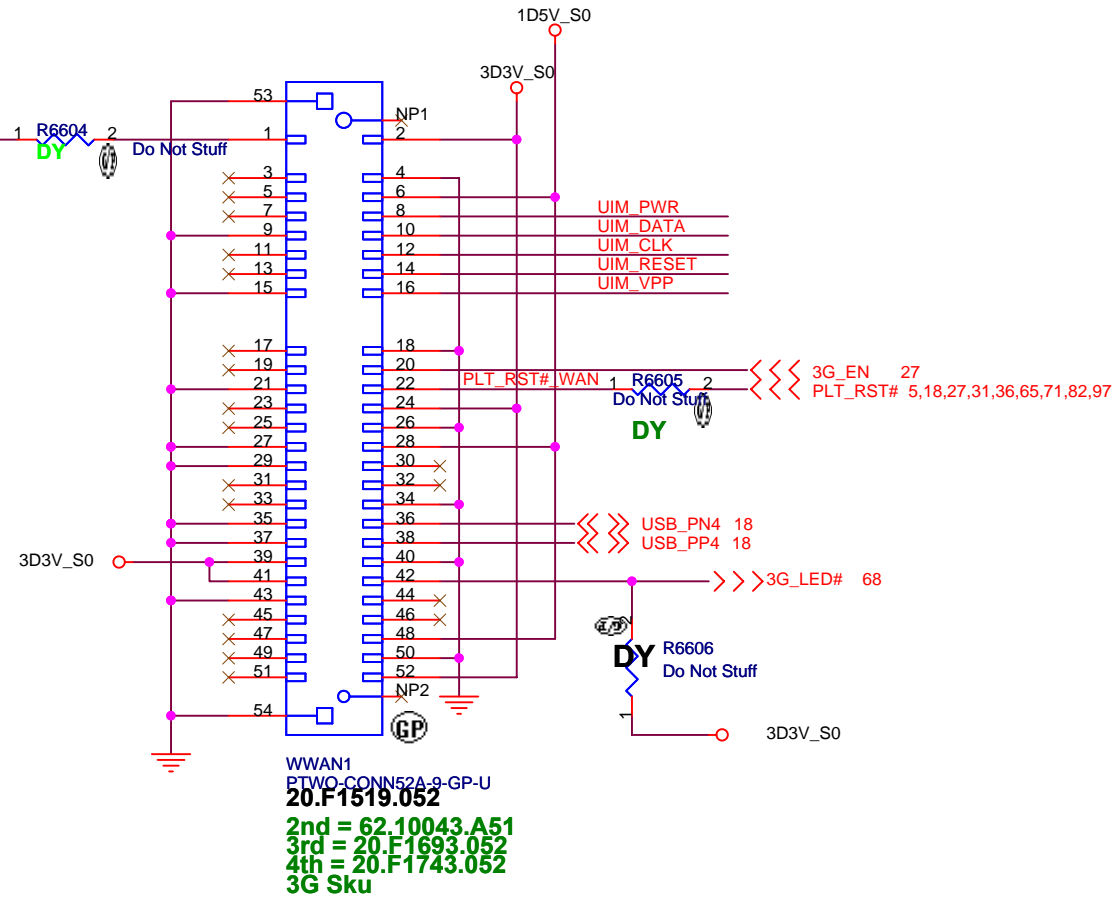 1D5V_S0
3D3V_S0
53
NP1
1 R6604 2
DY
Do Not Stuff
1 2
3 4
5 6
7 8 UIM_PWR
9 10 UIM_DATA
11 12 UIM_CLK
13 14 UIM_RESET
15 16 UIM_VPP
17 18
19 20 3G_EN 27
21 22 PLT_RST#_WAN 1 R6605 2 PLT_RST# 5,18,27,31,36,65,71,82,97
Do Not Stuff
DY
23 24
25 26
27 28
29 30
31 32
33 34
35 36 USB_PN4 18
37 38 USB_PP4 18
3D3V_S0 39 40
41 42 3G_LED# 68
43 44
45 46
47 48
49 50
51 52
2
DY R6606
Do Not Stuff
1
3D3V_S0
NP2
54
GP
WWAN1
PTWO-CONN52A-9-GP-U
20.F1519.052
2nd = 62.10043.A51
3rd = 20.F1693.052
4th = 20.F1743.052
3G Sku